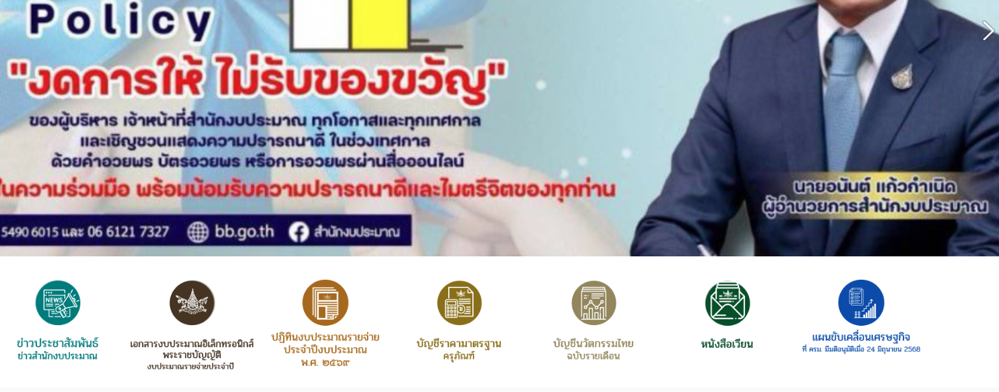 Policy
"งดการให้ ไม่รับของขวัญ"
ของผู้บริหาร เจ้าหน้าที่สำนักงบประมาณ ทุกโอกาสและทุกเทศกาล
และเชิญชวนแสดงความปรารถนาดี ในช่วงเทศกาล
ด้วยคำอวยพร บัตรอวยพร หรือการอวยพรผ่านสื่อออนไลน์
ในความร่วมมือ พร้อมน้อมรับความปรารถนาดีและไมตรีจิตของทุกท่าน
นายอนันต์ แก้วกำเนิด
ผู้อำนวยการสำนักงบประมาณ
5490 6015 และ 06 6121 7327 bb.go.th สำนักงบประมาณ
NEWS
ข่าวประชาสัมพันธ์
ข่าวสำนักงบประมาณ
เอกสารงบประมาณอิเล็กทรอนิกส์
พระราชบัญญัติ
งบประมาณรายจ่ายประจำปี
ปฏิทินงบประมาณรายจ่าย
ประจำปีงบประมาณ
พ.ศ. ๒๕๖๙
บัญชีราคามาตรฐาน
ครุภัณฑ์
บัญชีนวัตกรรมไทย
ฉบับรายเดือน
หนังสือเวียน
แผนขับเคลื่อนเศรษฐกิจ
ที่ ครม. มีมติอนุมัติเมื่อ 24 มิถุนายน 2568